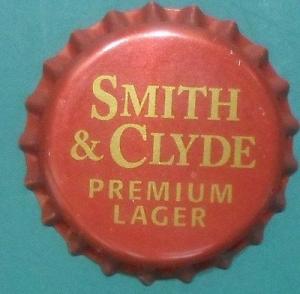 SMITH
& CLYDE
PREMIUM
LAGER